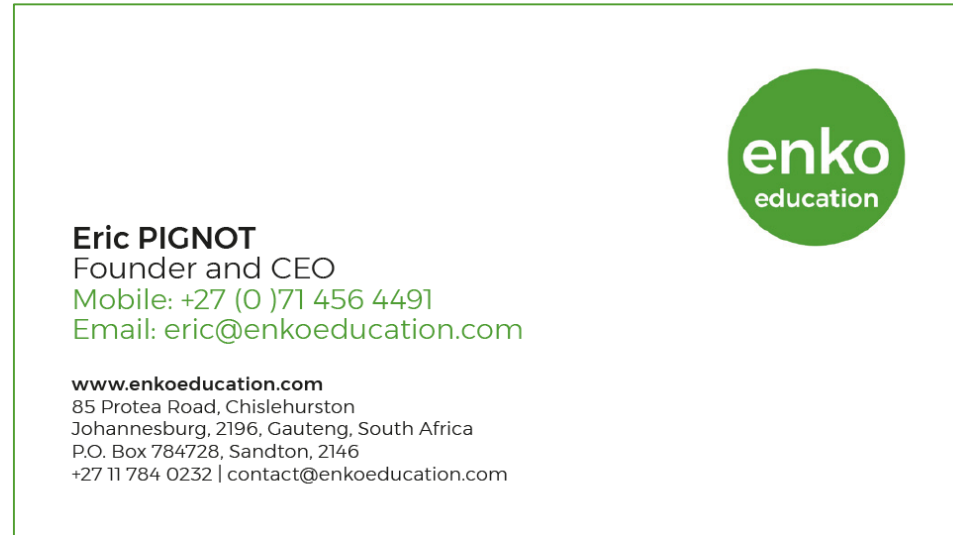 enko
education
Eric PIGNOT
Founder and CEO
Mobile: +27 (0 )71 456 4491
Email: eric@enkoeducation.com
www.enkoeducation.com
85 Protea Road, Chislehurston
Johannesburg, 2196, Gauteng, South Africa
P.O. Box 784728, Sandton, 2146
+27 11 784 0232 | contact@enkoeducation.com